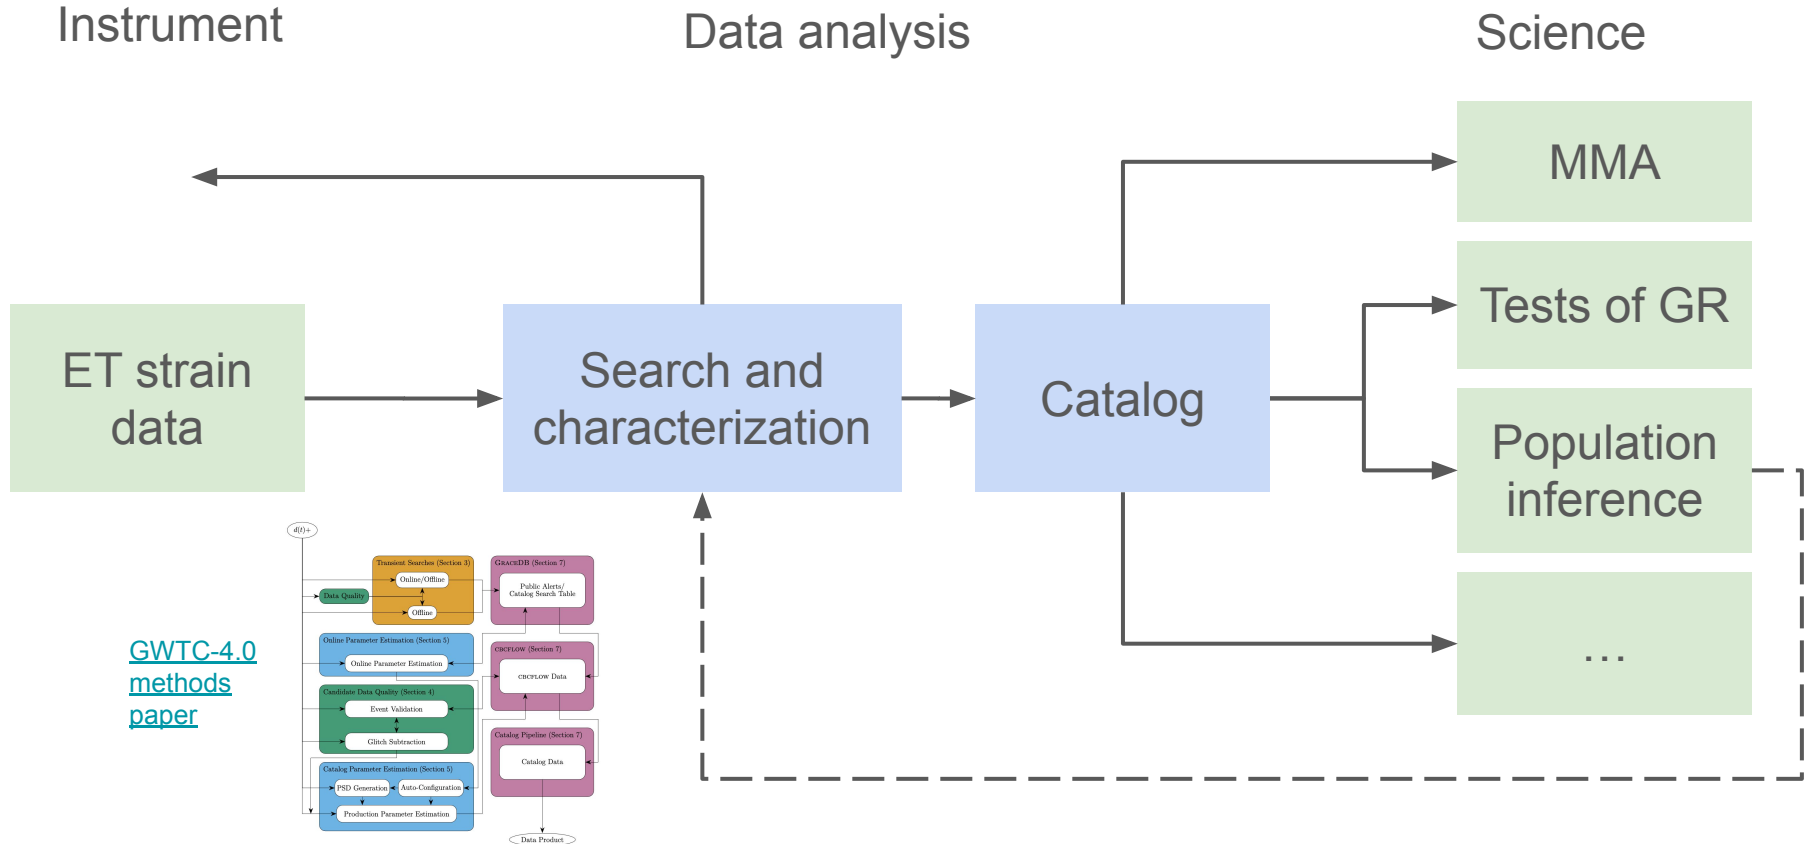 Instrument
Data analysis
Science
MMA
Tests of GR
ET strain
data
Search and
characterization
Catalog
Population
inference
...
GWTC-4.0
methods
paper
d(t)+
Transient Searches (Section 3)
Online/Offline
Data Quality
Offline
GRACEDB (Section 7)
Public Alerts/
Catalog Search Table
Online Parameter Estimation (Section 5)
Online Parameter Estimation
CBCFLOW (Section 7)
CBCFLOW Data
Candidate Data Quality (Section 4)
Event Validation
Glitch Subtraction
Catalog Pipeline (Section 7)
Catalog Data
Catalog Parameter Estimation (Section 5)
PSD Generation
Auto-Configuration
Production Parameter Estimation
Data Product